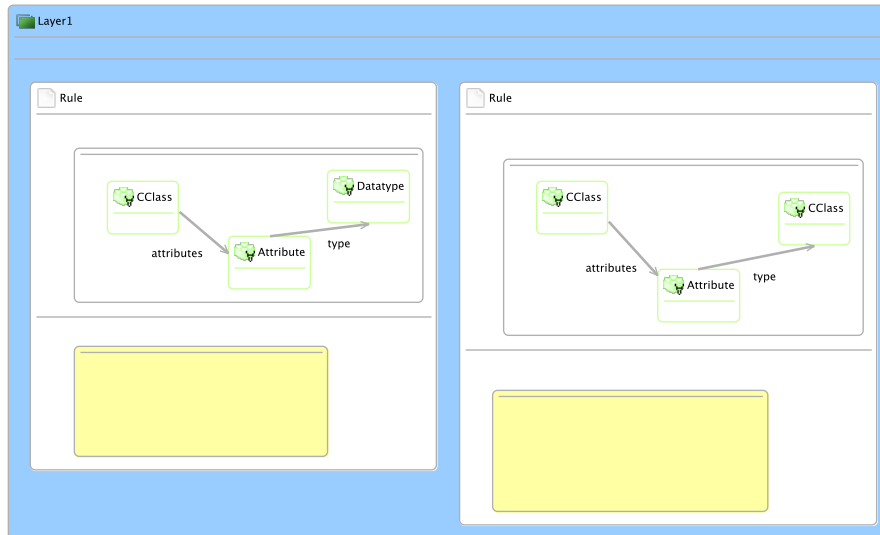 Layer1
Rule
CClass
Datatype
attributes
Attribute
type
Rule
CClass
CClass
attributes
Attribute
type